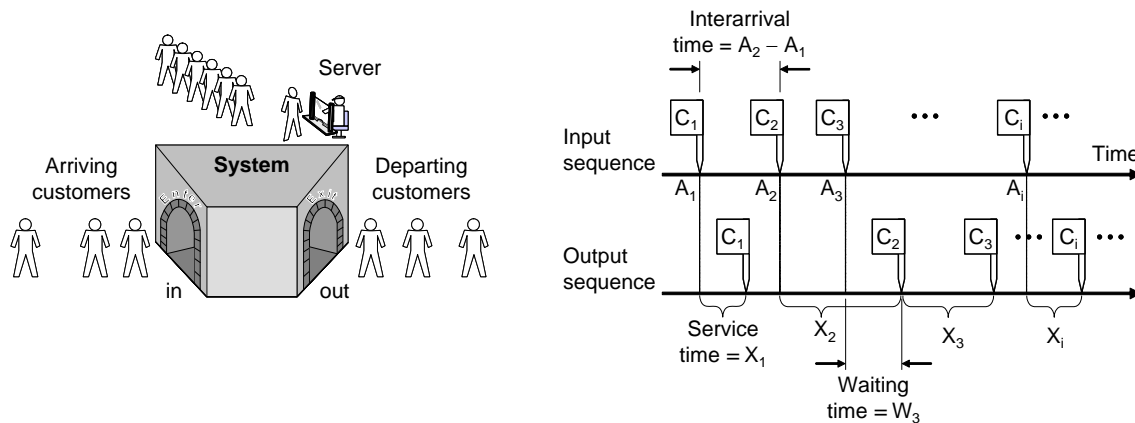 Server
System
Arriving
customers
Departing
customers
Enter
Exit
in
out
Interarrival
time = A₂ − A₁
C₁
C₂
C₃
•••
Cᵢ
•••
Input
sequence
Time
A₁
A₂
A₃
Aᵢ
C₁
C₂
C₃
•••
Cᵢ
•••
Output
sequence
Service
time = X₁
X₂
X₃
Xᵢ
Waiting
time = W₃